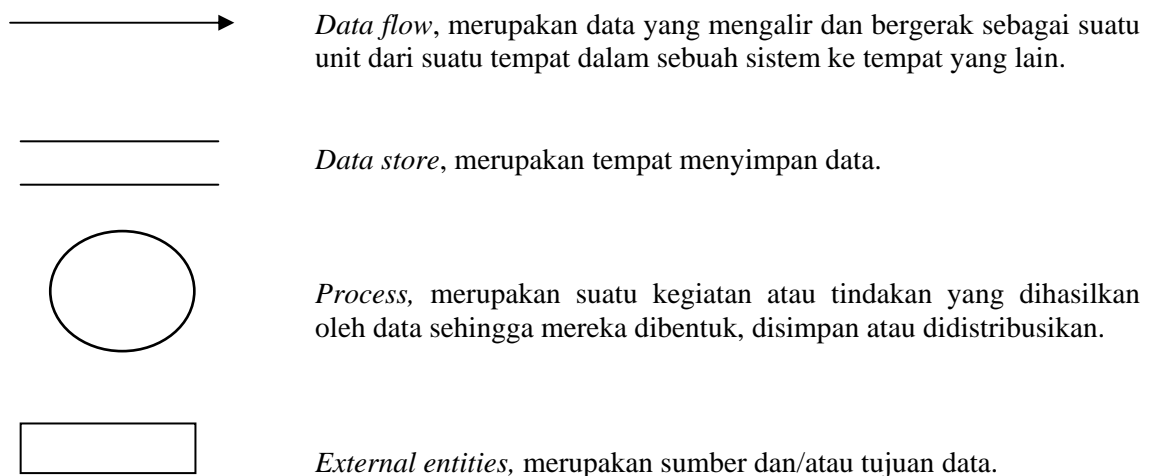 Data flow, merupakan data yang mengalir dan bergerak sebagai suatu
unit dari suatu tempat dalam sebuah sistem ke tempat yang lain.
Data store, merupakan tempat menyimpan data.
Process, merupakan suatu kegiatan atau tindakan yang dihasilkan
oleh data sehingga mereka dibentuk, disimpan atau didistribusikan.
External entities, merupakan sumber dan/atau tujuan data.